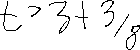 t > 3 + 3/8